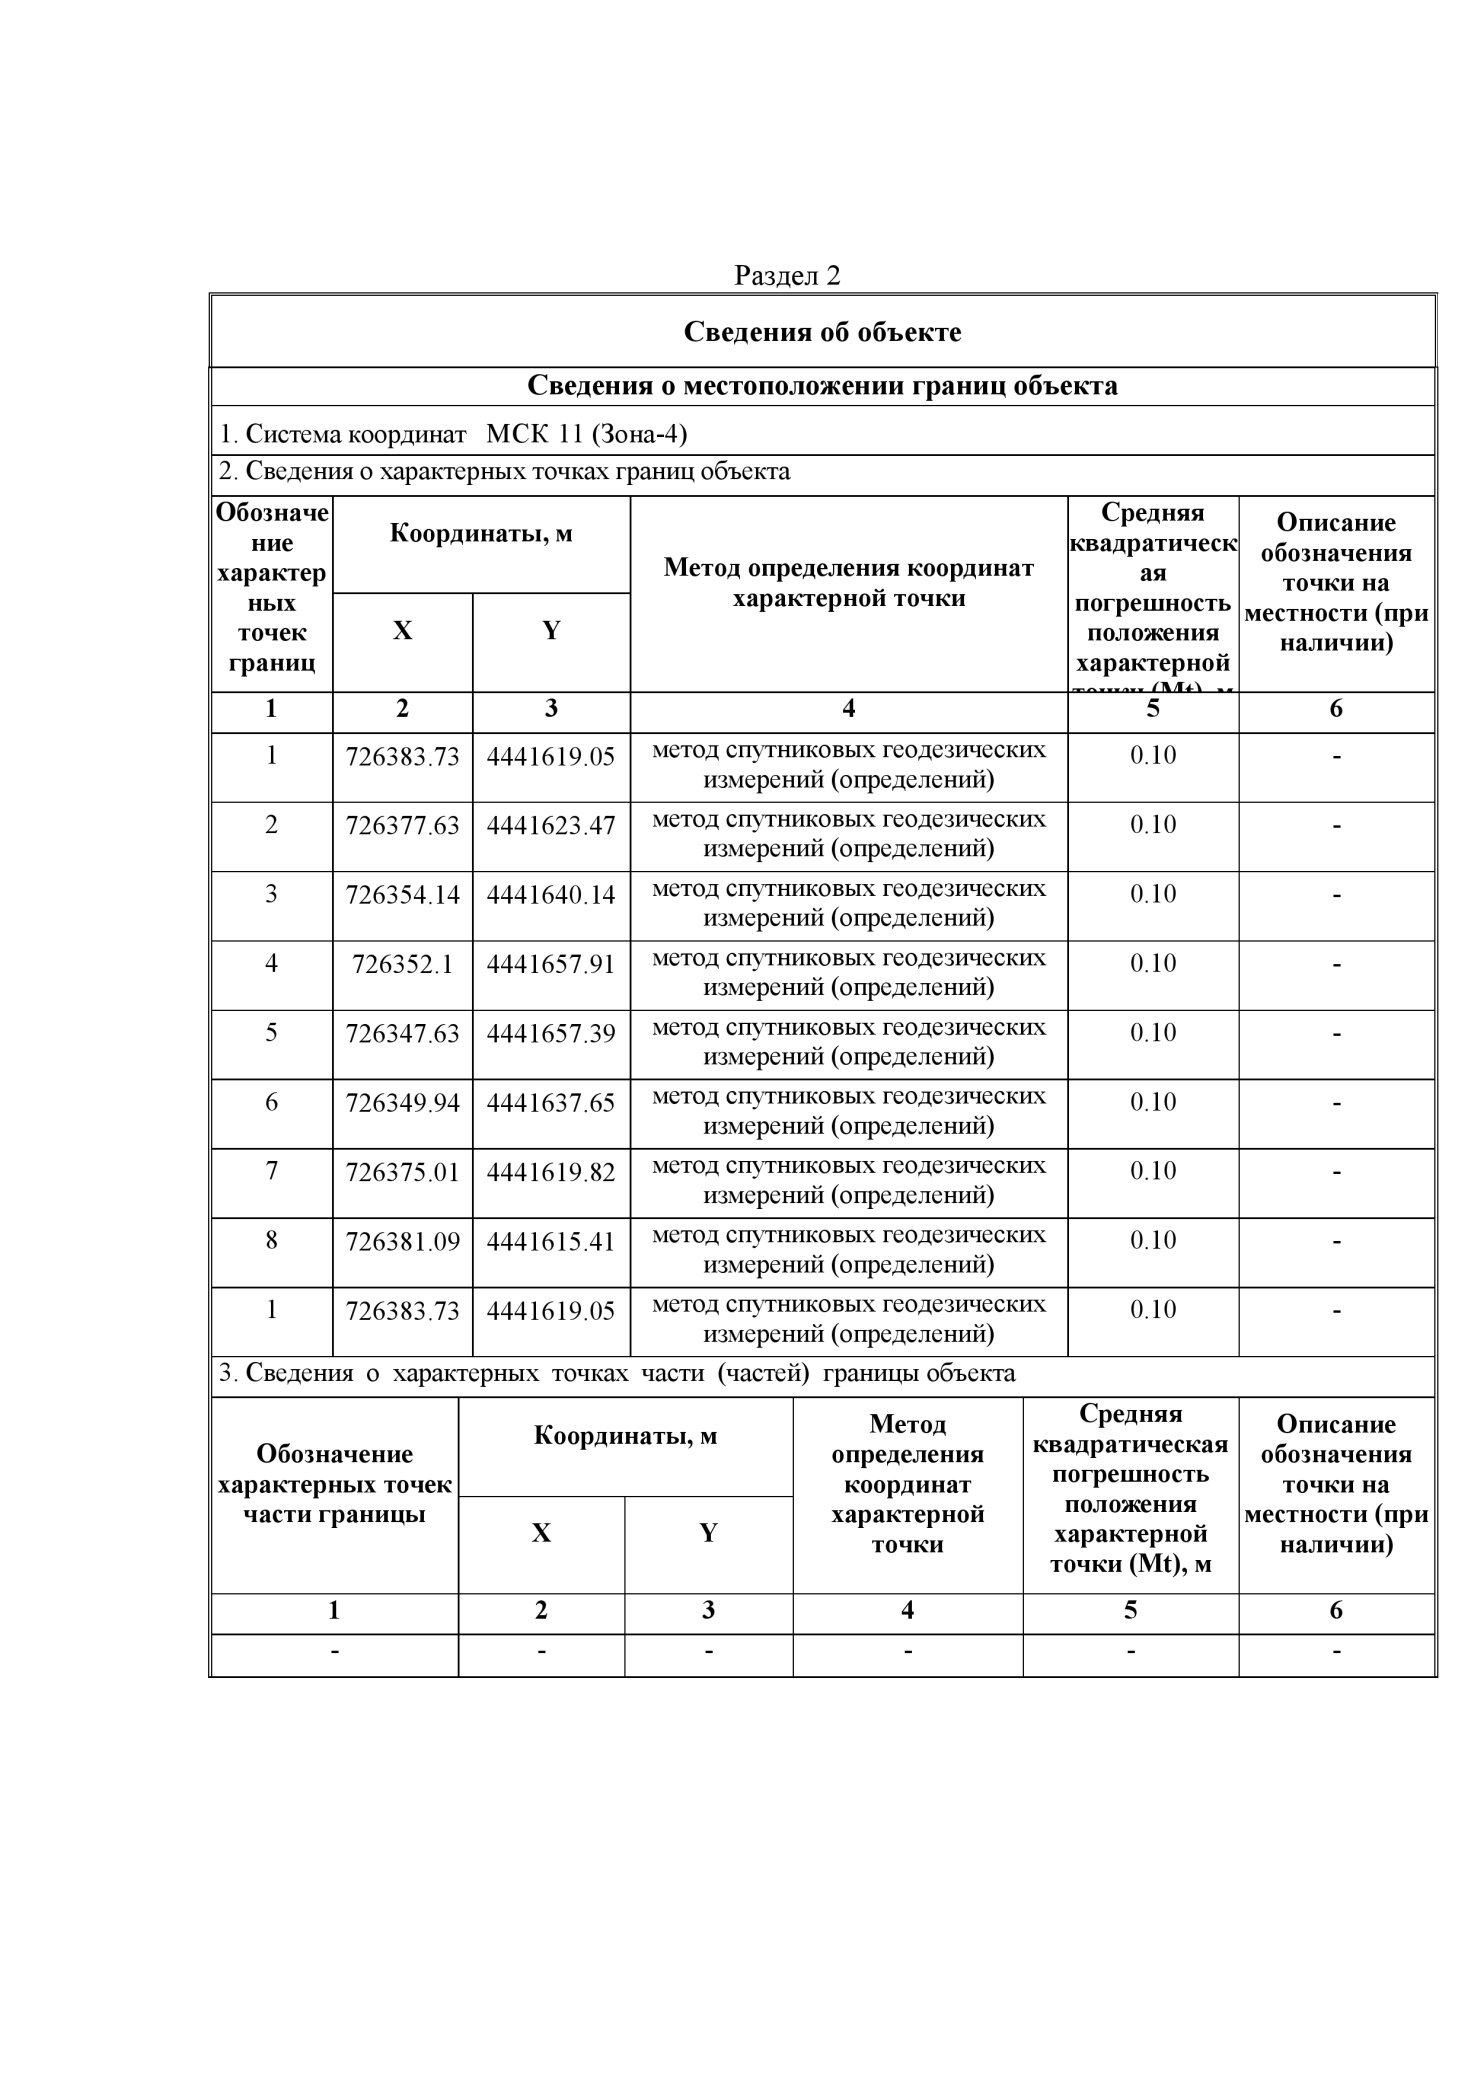 Раздел 2
Сведения об объекте
Сведения о местоположении границ объекта
1. Система координат МСК 11 (Зона-4)
2. Сведения о характерных точках границ объекта
Обозначе
ние
характер
ных
точек
границ
Координаты, м
X
Y
Метод определения координат
характерной точки
Средняя
квадратическ
ая
погрешность
положения
характерной
точки (Mt), м
Описание
обозначения
точки на
местности (при
наличии)
1 2 3 4 5 6
1 726383.73 4441619.05 метод спутниковых геодезических 0.10 -
измерений (определений)
2 726377.63 4441623.47 метод спутниковых геодезических 0.10 -
измерений (определений)
3 726354.14 4441640.14 метод спутниковых геодезических 0.10 -
измерений (определений)
4 726352.1 4441657.91 метод спутниковых геодезических 0.10 -
измерений (определений)
5 726347.63 4441657.39 метод спутниковых геодезических 0.10 -
измерений (определений)
6 726349.94 4441637.65 метод спутниковых геодезических 0.10 -
измерений (определений)
7 726375.01 4441619.82 метод спутниковых геодезических 0.10 -
измерений (определений)
8 726381.09 4441615.41 метод спутниковых геодезических 0.10 -
измерений (определений)
1 726383.73 4441619.05 метод спутниковых геодезических 0.10 -
измерений (определений)
3. Сведения о характерных точках части (частей) границы объекта
Обозначение
характерных точек
части границы
Координаты, м
X
Y
Метод
определения
координат
характерной
точки
Средняя
квадратическая
погрешность
положения
характерной
точки (Mt), м
Описание
обозначения
точки на
местности (при
наличии)
1 2 3 4 5 6
- - - - - -